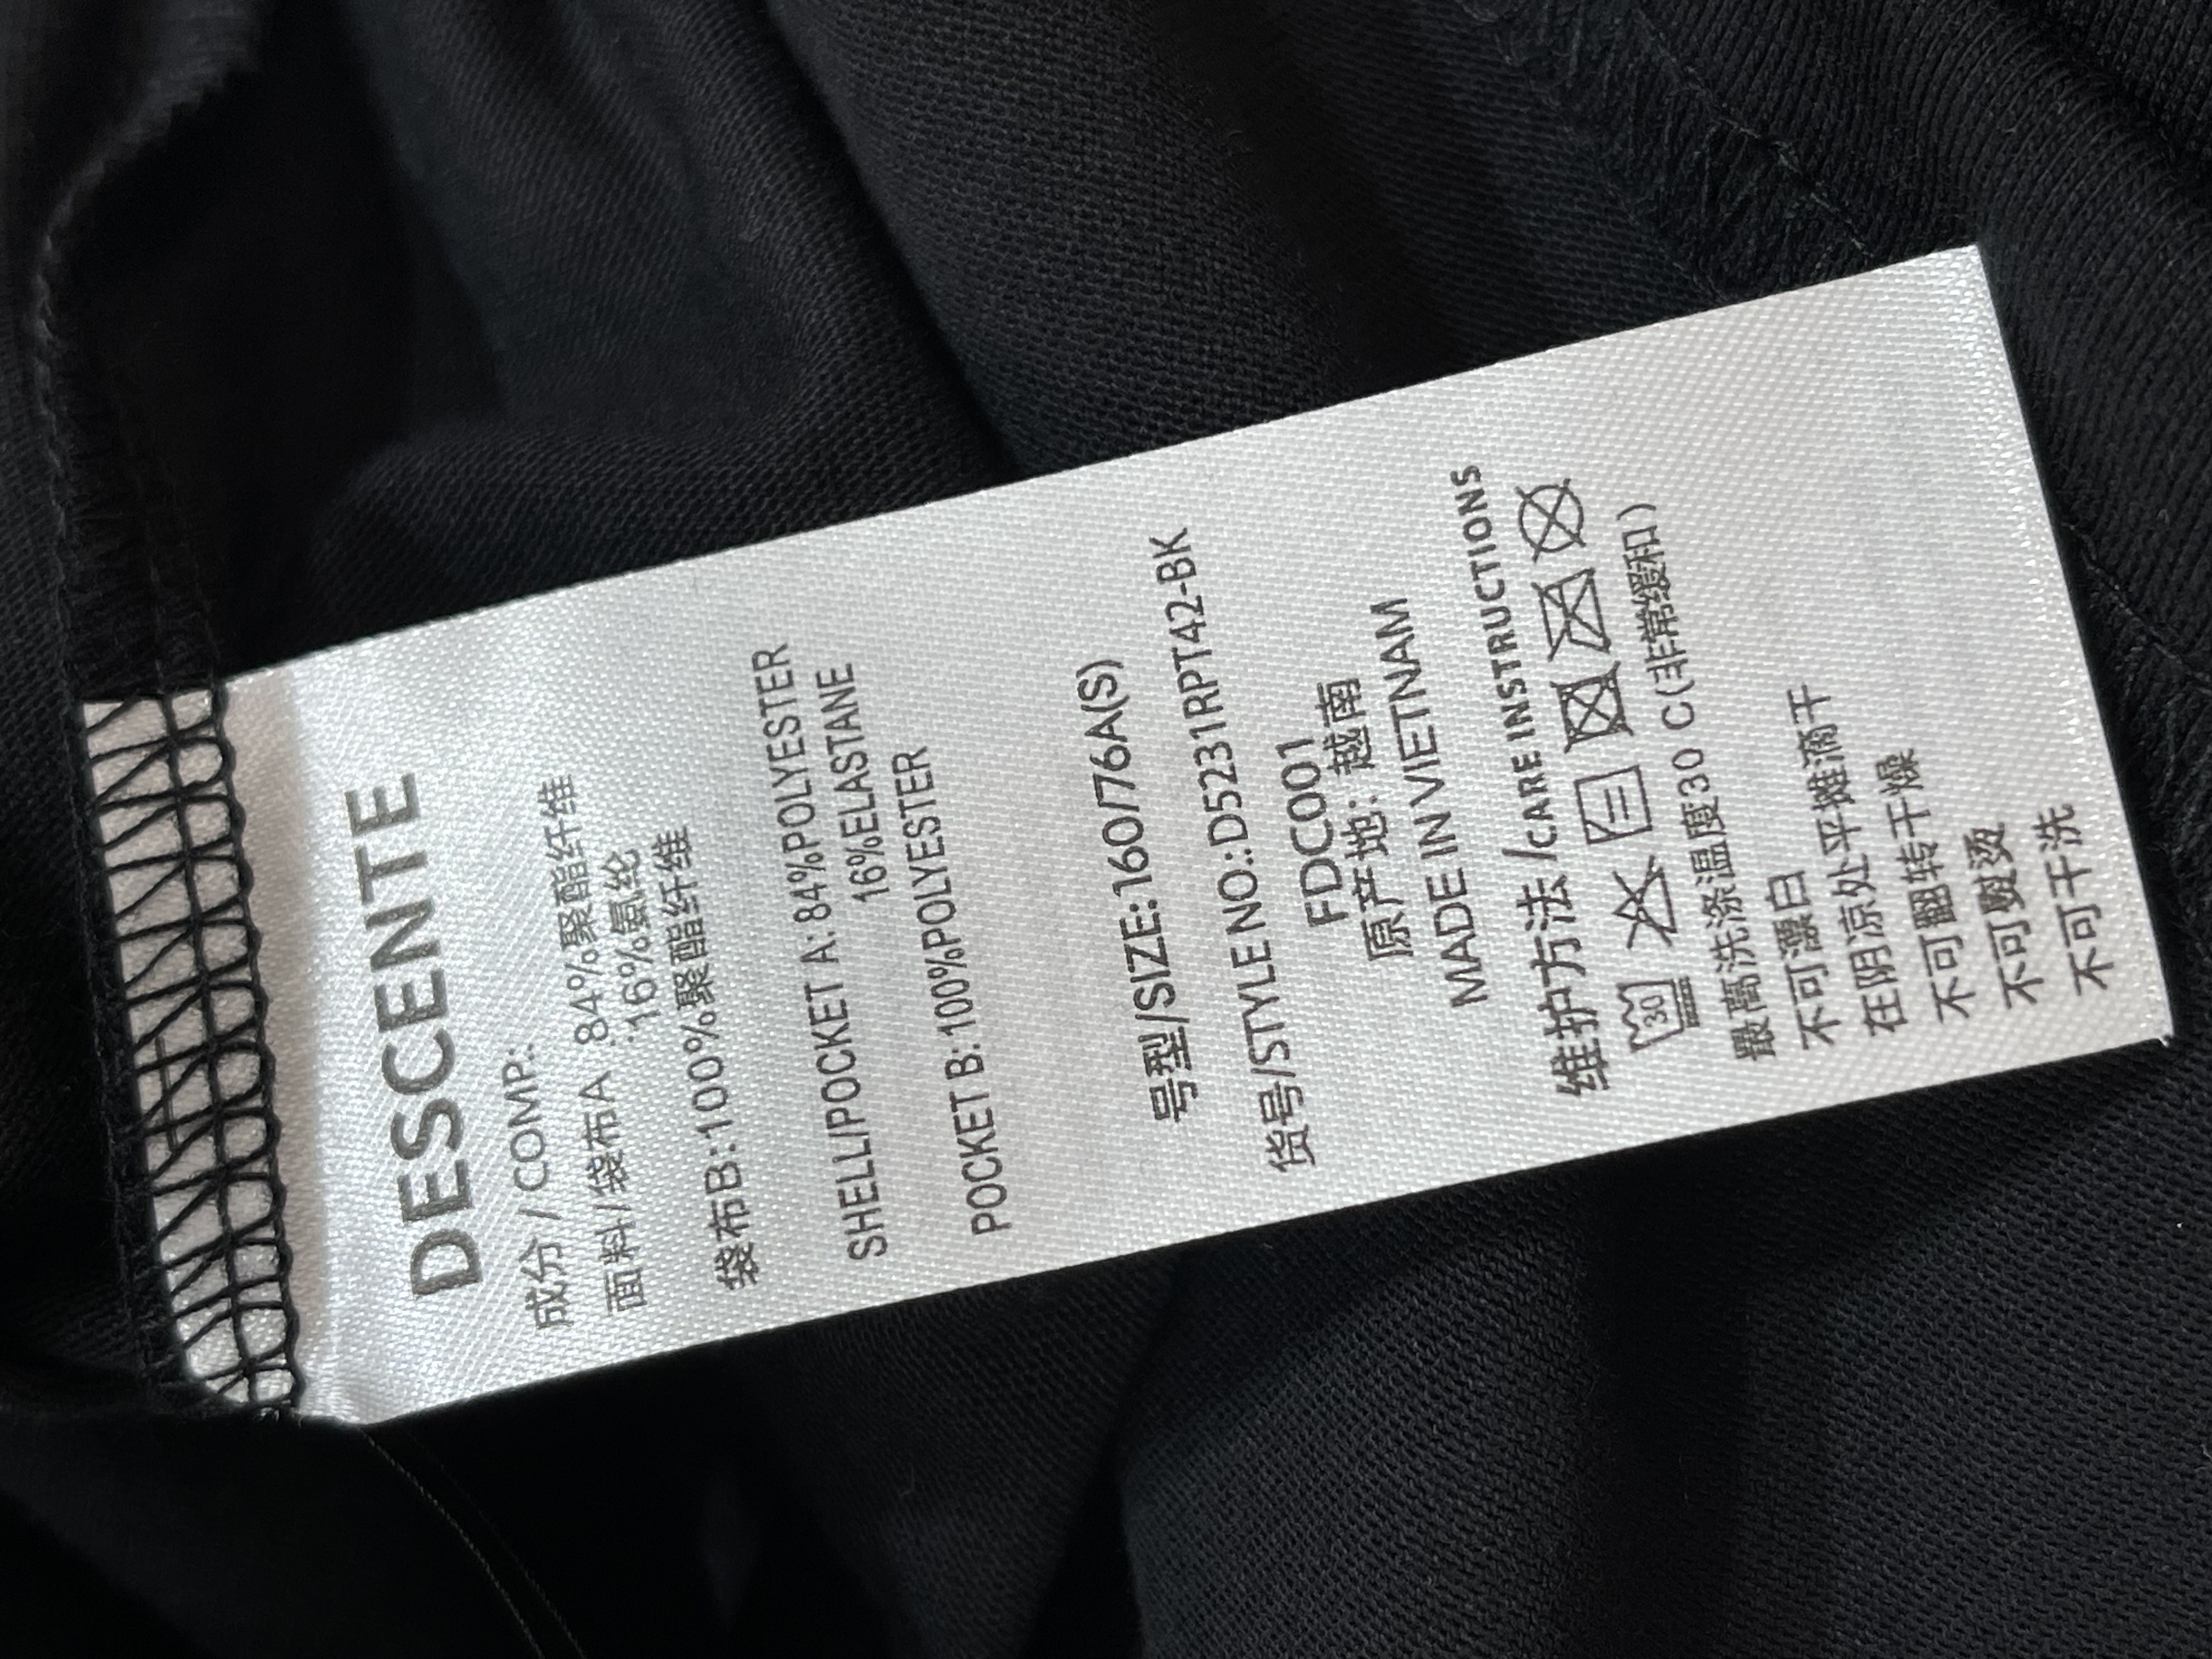 DESCENTE
成分 / COMP.:
面料/袋布A :84%聚酯纤维
:16%氨纶
袋布B:100%聚酯纤维
SHELL/POCKET A:84%POLYESTER
16%ELASTANE
POCKET B:100%POLYESTER
号型/SIZE:160/76A(S)
货号/STYLE NO.:D5231RPT42-BK
FDC001
原产地: 越南
MADE IN VIETNAM
维护方法/CARE INSTRUCTIONS
30
最高洗涤温度30 C(非常缓和)
不可漂白
在阴凉处平摊滴干
不可翻转干燥
不可熨烫
不可干洗